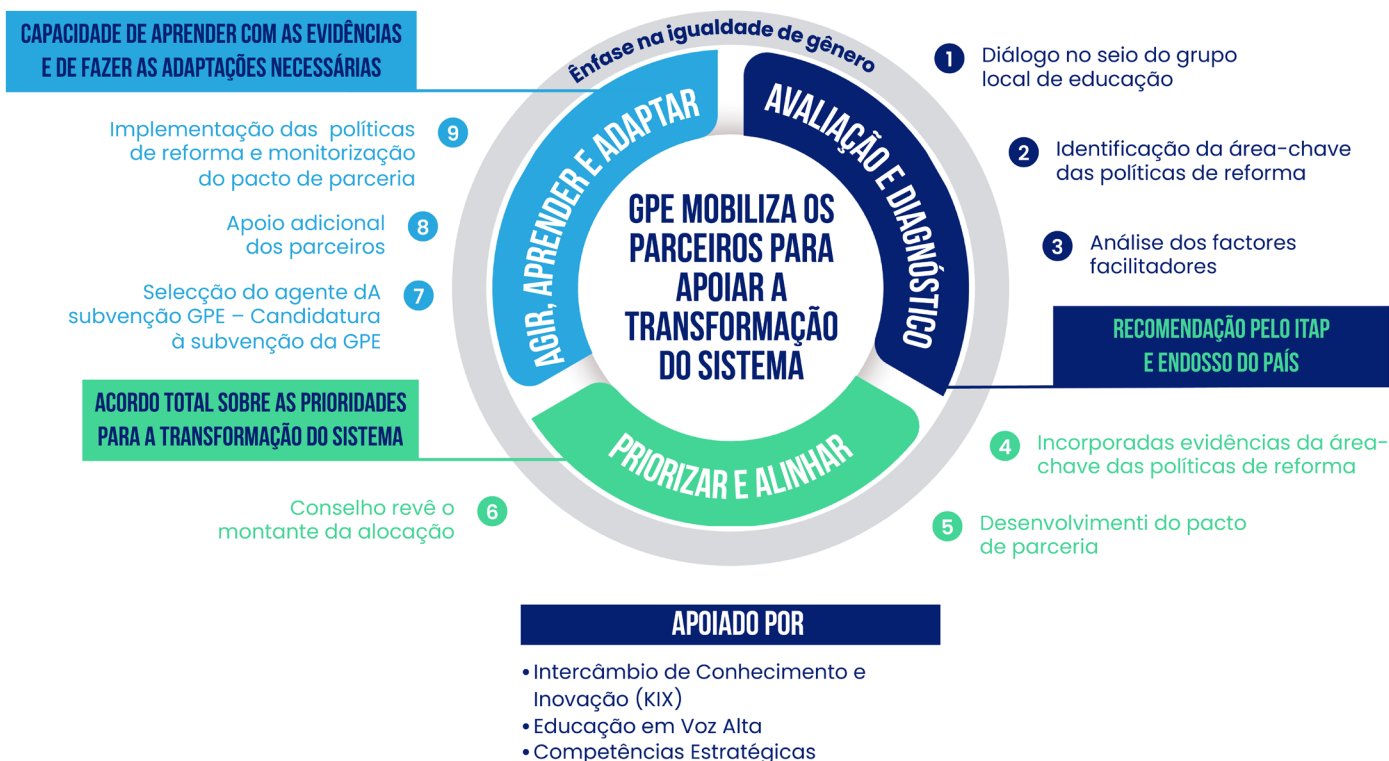 CAPACIDADE DE APRENDER COM AS EVIDÊNCIAS
E DE FAZER AS ADAPTAÇÕES NECESSÁRIAS
Ênfase na igualdade de gênero
AVALIAÇÃO E DIAGNÓSTICO
PRIORIZAR E ALINHAR
AGIR, APRENDER E ADAPTAR
GPE MOBILIZA OS
PARCEIROS PARA
APOIAR A
TRANSFORMAÇÃO
DO SISTEMA
1 Diálogo no seio do grupo
local de educação
2 Identificação da área-chave
das políticas de reforma
3 Análise dos factores
facilitadores
RECOMENDAÇÃO PELO ITAP
E ENDOSSO DO PAÍS
4 Incorporadas evidências da área-
chave das políticas de reforma
5 Desenvolvimenti do pacto
de parceria
Conselho revê o 6
montante da alocação
ACORDO TOTAL SOBRE AS PRIORIDADES
PARA A TRANSFORMAÇÃO DO SISTEMA
Selecção do agente dA 7
subvenção GPE – Candidatura
à subvenção da GPE
Apoio adicional 8
dos parceiros
Implementação das políticas 9
de reforma e monitorização
do pacto de parceria
APOIADO POR
• Intercâmbio de Conhecimento e
Inovação (KIX)
• Educação em Voz Alta
• Competências Estratégicas